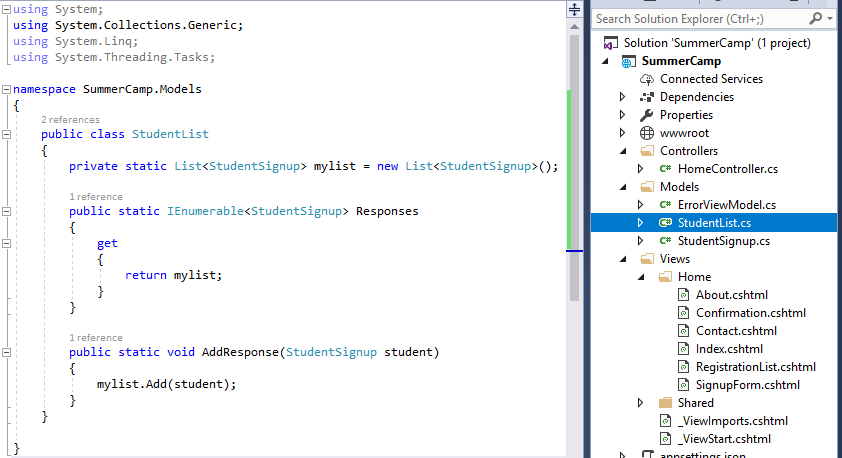 using System;
using System.Collections.Generic;
using System.Linq;
using System.Threading.Tasks;
namespace SummerCamp.Models
{
2 references
public class StudentList
{
private static List<StudentSignup> mylist = new List<StudentSignup>();
1 reference
public static IEnumerable<StudentSignup> Responses
{
get
{
return mylist;
}
}
1 reference
public static void AddResponse(StudentSignup student)
{
mylist.Add(student);
}
}
}
Search Solution Explorer (Ctrl+;)
Solution 'SummerCamp' (1 project)
SummerCamp
Connected Services
Dependencies
Properties
wwwroot
Controllers
C# HomeController.cs
Models
C# ErrorViewModel.cs
C# StudentList.cs
C# StudentSignup.cs
Views
Home
About.cshtml
Confirmation.cshtml
Contact.cshtml
Index.cshtml
RegistrationList.cshtml
SignupForm.cshtml
Shared
_ViewImports.cshtml
_ViewStart.cshtml
appsettings.json